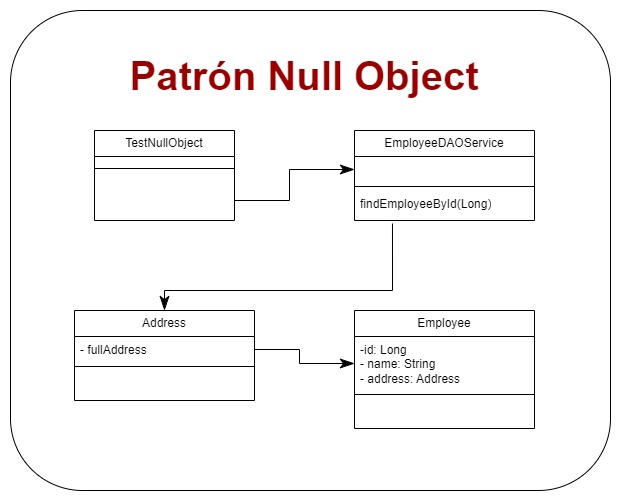 Patrón Null Object
TestNullObject
EmployeeDAOService
findEmployeeById(Long)
Address
- fullAddress
Employee
-id: Long
- name: String
- address: Address